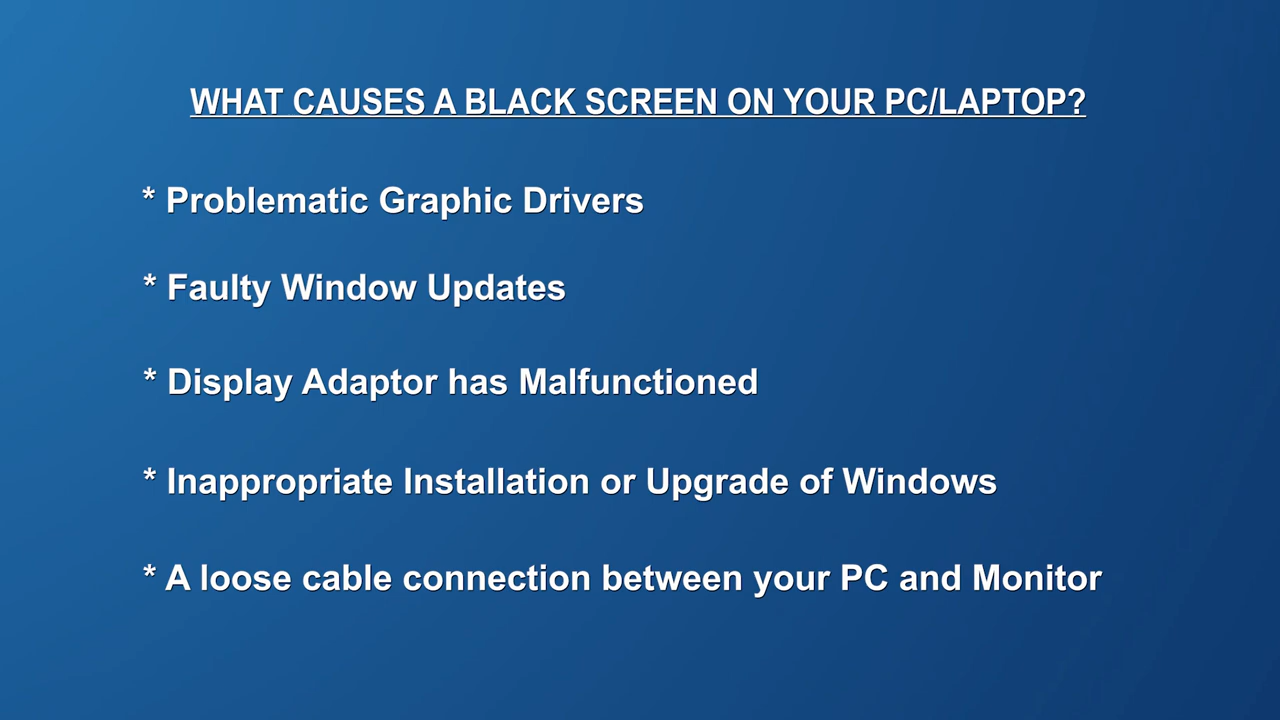 WHAT CAUSES A BLACK SCREEN ON YOUR PC/LAPTOP?
* Problematic Graphic Drivers
* Faulty Window Updates
* Display Adaptor has Malfunctioned
* Inappropriate Installation or Upgrade of Windows
* A loose cable connection between your PC and Monitor